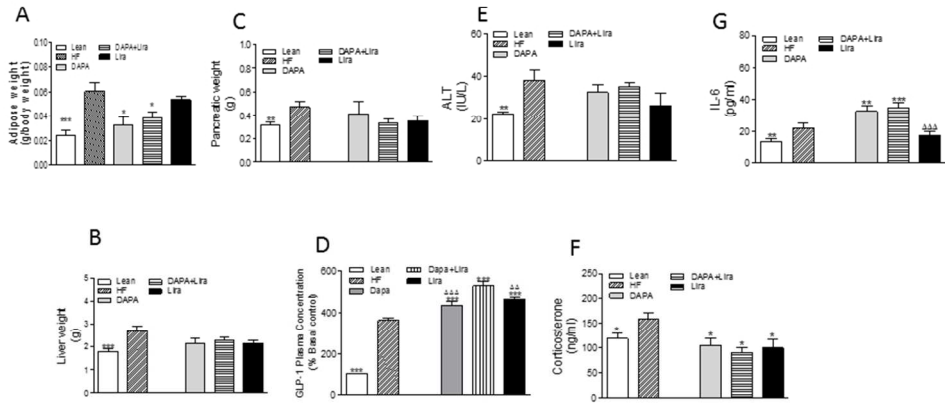 A
Lean
HF
DAPA
DAPA+Lira
Lira
Adipose weight
(g/body weight)
0.10
0.08
0.06
0.04
0.02
0.00
***
*
*
C
Lean
HF
DAPA
DAPA+Lira
Lira
Pancreatic weight
(g)
1.0
0.8
0.6
0.4
0.2
0.0
**
E
Lean
HF
DAPA
DAPA+Lira
Lira
ALT
(IU/L)
60
40
20
0
**
G
Lean
HF
DAPA
DAPA+Lira
Lira
IL-6
(pg/ml)
80
60
40
20
0
**
**
***
ΔΔΔ
B
Lean
HF
DAPA
DAPA+Lira
Lira
Liver weight
(g)
5
4
3
2
1
0
***
D
Lean
HF
Dapa
Dapa+Lira
Lira
GLP-1 Plasma Concentration
(% Basal control)
600
400
200
0
***
ΔΔΔ
***
***
ΔΔ
***
F
Lean
HF
DAPA
DAPA+Lira
Lira
Corticosterone
(ng/ml)
250
200
150
100
50
0
*
*
*
*